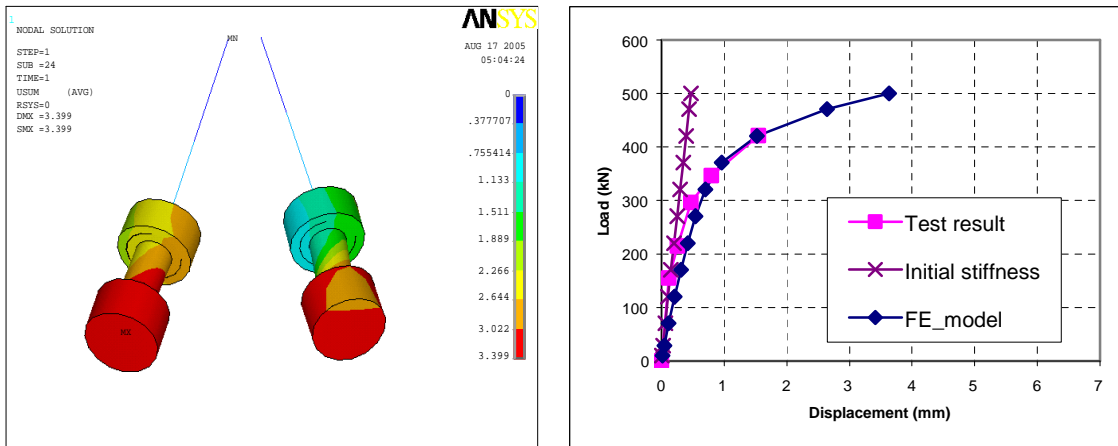 1
NODAL SOLUTION
STEP=1
SUB =24
TIME=1
USUM (AVG)
RSYS=0
DMX =3.399
SMX =3.399
MN
MX
ANSYS
AUG 17 2005
05:04:24
0
.377707
.755414
1.133
1.511
1.889
2.266
2.644
3.022
3.399
600
500
400
300
200
100
0
Load (kN)
0 1 2 3 4 5 6 7
Displacement (mm)
Test result
Initial stiffness
FE_model